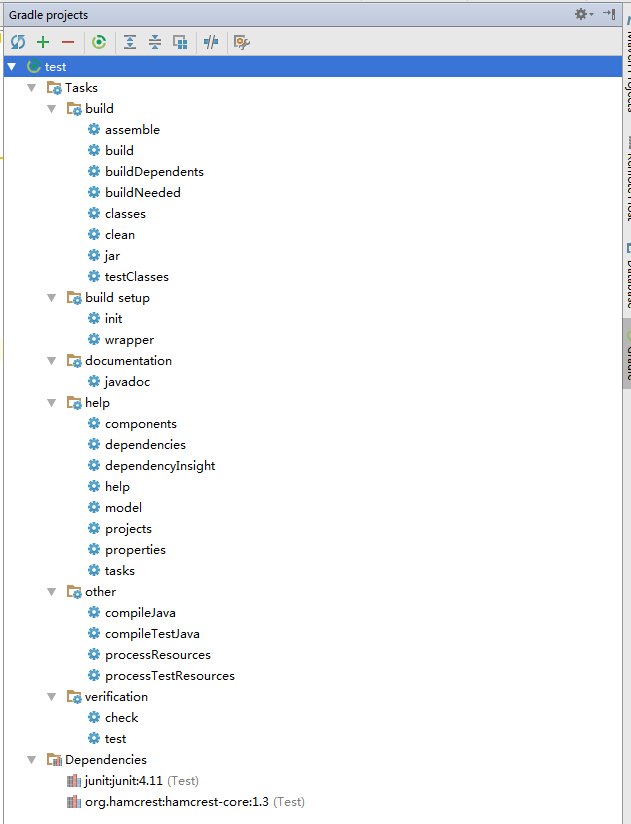 Gradle projects
test
Tasks
build
assemble
build
buildDependents
buildNeeded
classes
clean
jar
testClasses
build setup
init
wrapper
documentation
javadoc
help
components
dependencies
dependencyInsight
help
model
projects
properties
tasks
other
compileJava
compileTestJava
processResources
processTestResources
verification
check
test
Dependencies
junit:junit:4.11 (Test)
org.hamcrest:hamcrest-core:1.3 (Test)